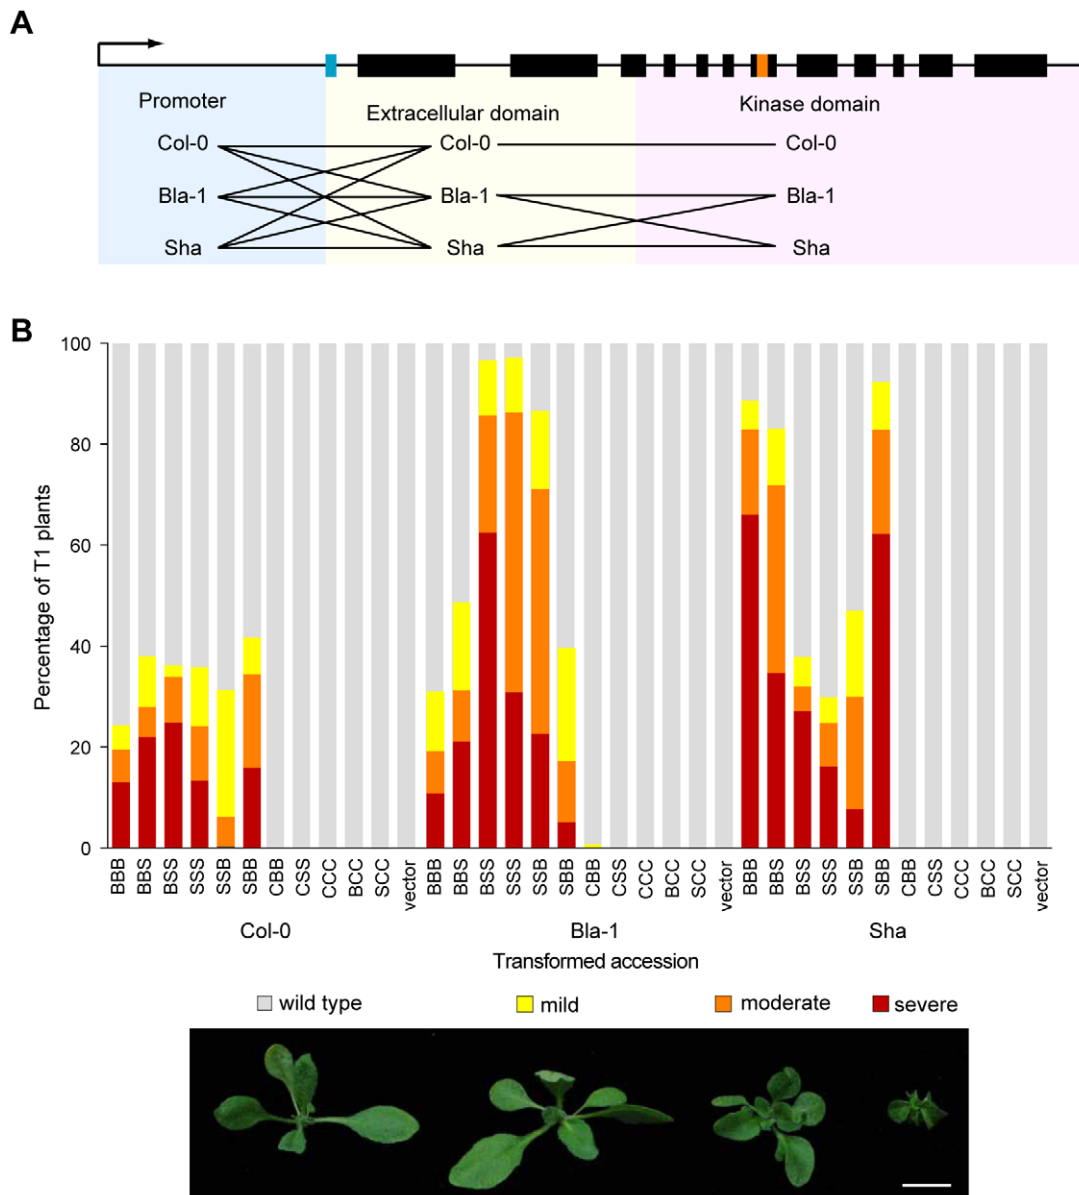 A
Promoter Extracellular domain Kinase domain
Col-0 Col-0 Col-0
Bla-1 Bla-1 Bla-1
Sha Sha Sha
B
Percentage of T1 plants
100
80
60
40
20
0
BBB BBS BSS SSS SSB SBB CBB CSS CCC BCC SCC vector BBB BBS BSS SSS SSB SBB CBB CSS CCC BCC SCC vector BBB BBS BSS SSS SSB SBB CBB CSS CCC BCC SCC vector
Col-0 Bla-1 Sha
Transformed accession
wild type mild moderate severe